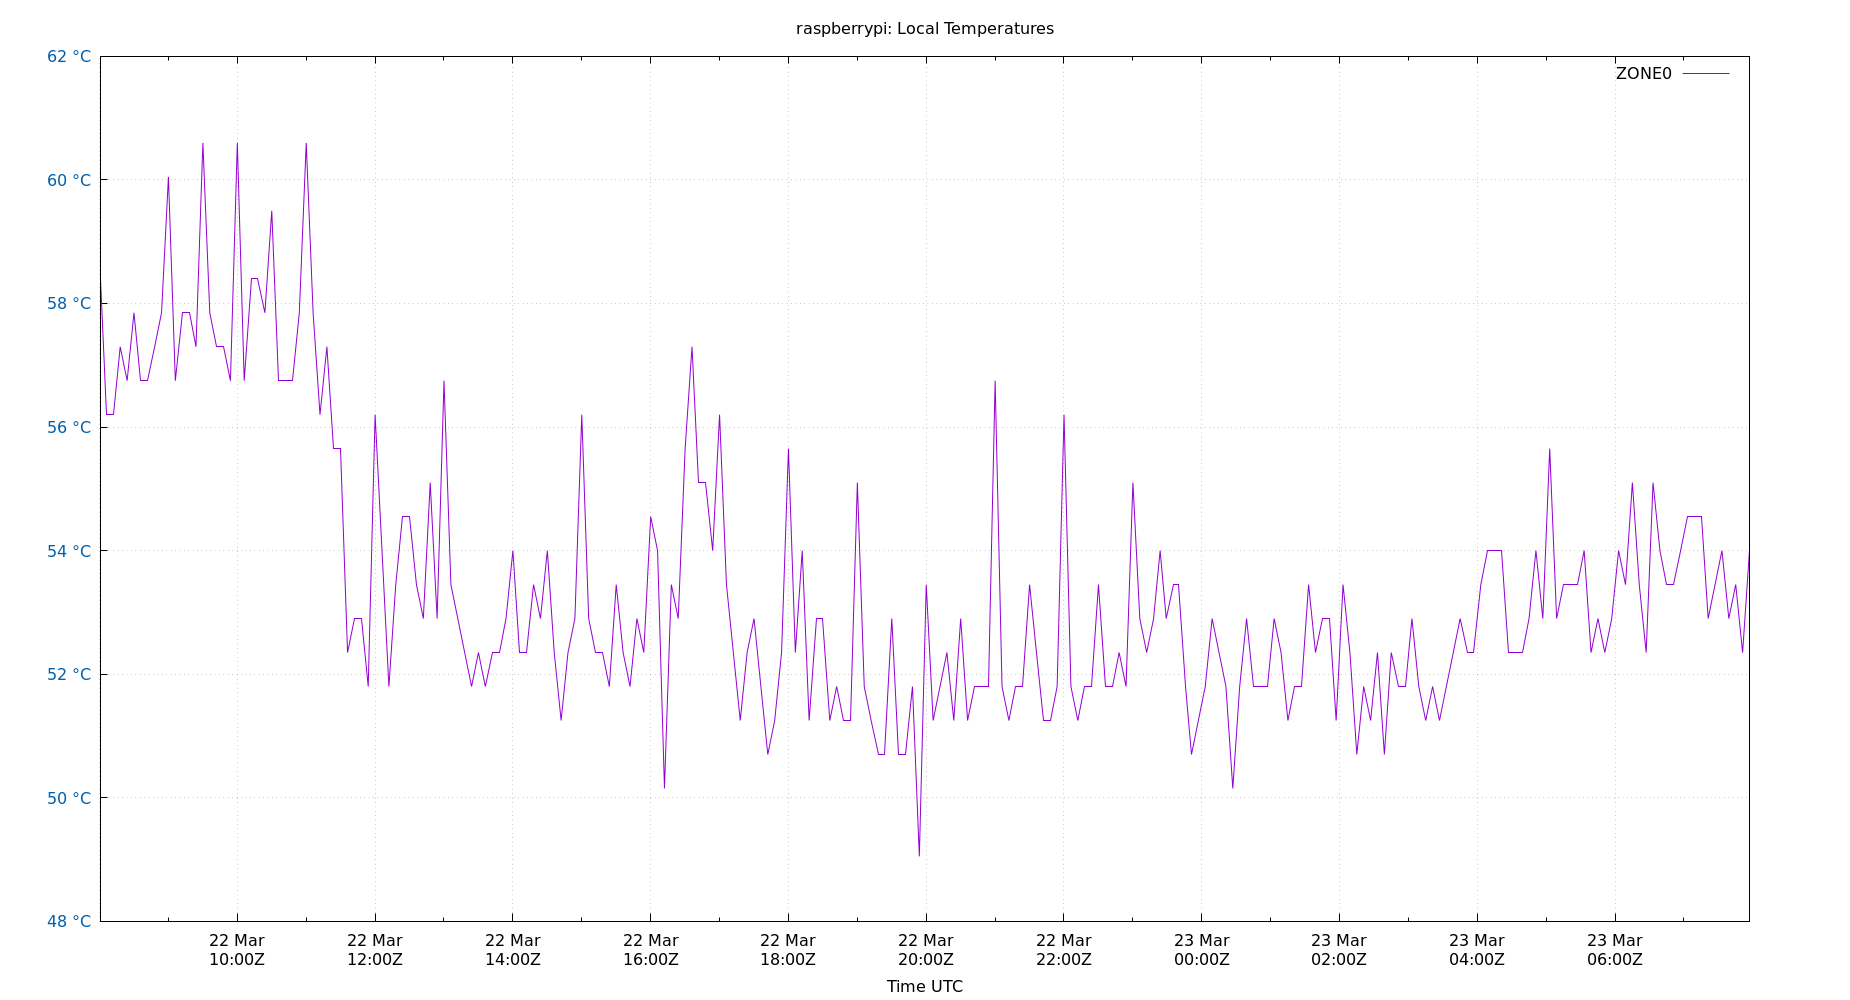 raspberrypi: Local Temperatures
62 °C
ZONE0
60 °C
58 °C
56 °C
54 °C
52 °C
50 °C
48 °C
22 Mar
10:00Z
22 Mar
12:00Z
22 Mar
14:00Z
22 Mar
16:00Z
22 Mar
18:00Z
22 Mar
20:00Z
22 Mar
22:00Z
23 Mar
00:00Z
23 Mar
02:00Z
23 Mar
04:00Z
23 Mar
06:00Z
Time UTC